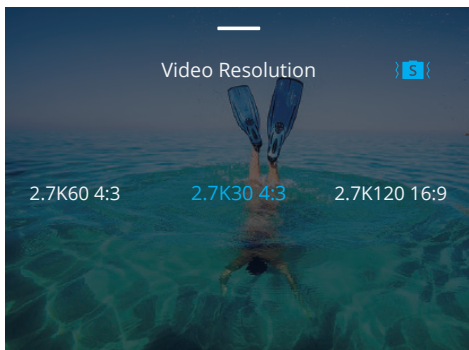 Video Resolution
S
2.7K60 4:3
2.7K30 4:3
2.7K120 16:9